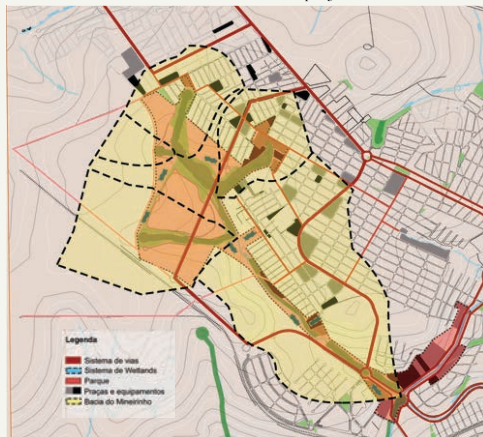 Legenda
Sistema de vias
Sistema de Wetlands
Parque
Praças e equipamentos
Bacia do Mineirinho